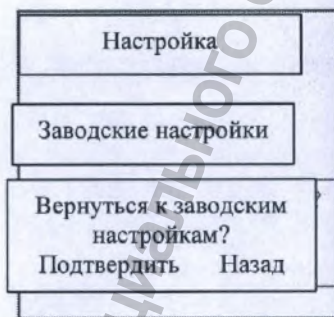 Настройка
Заводские настройки
Вернуться к заводским
настройкам?
Подтвердить Назад